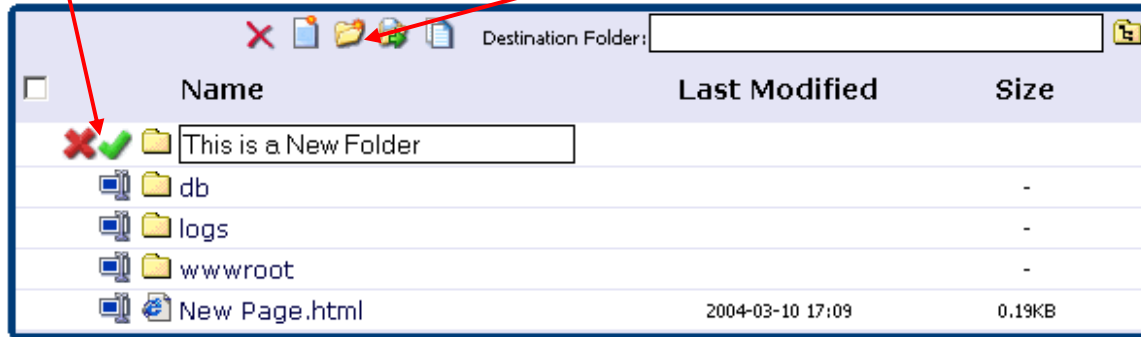 Destination Folder:
Name Last Modified Size
This is a New Folder
db -
logs -
wwwroot -
New Page.html 2004-03-10 17:09 0.19KB